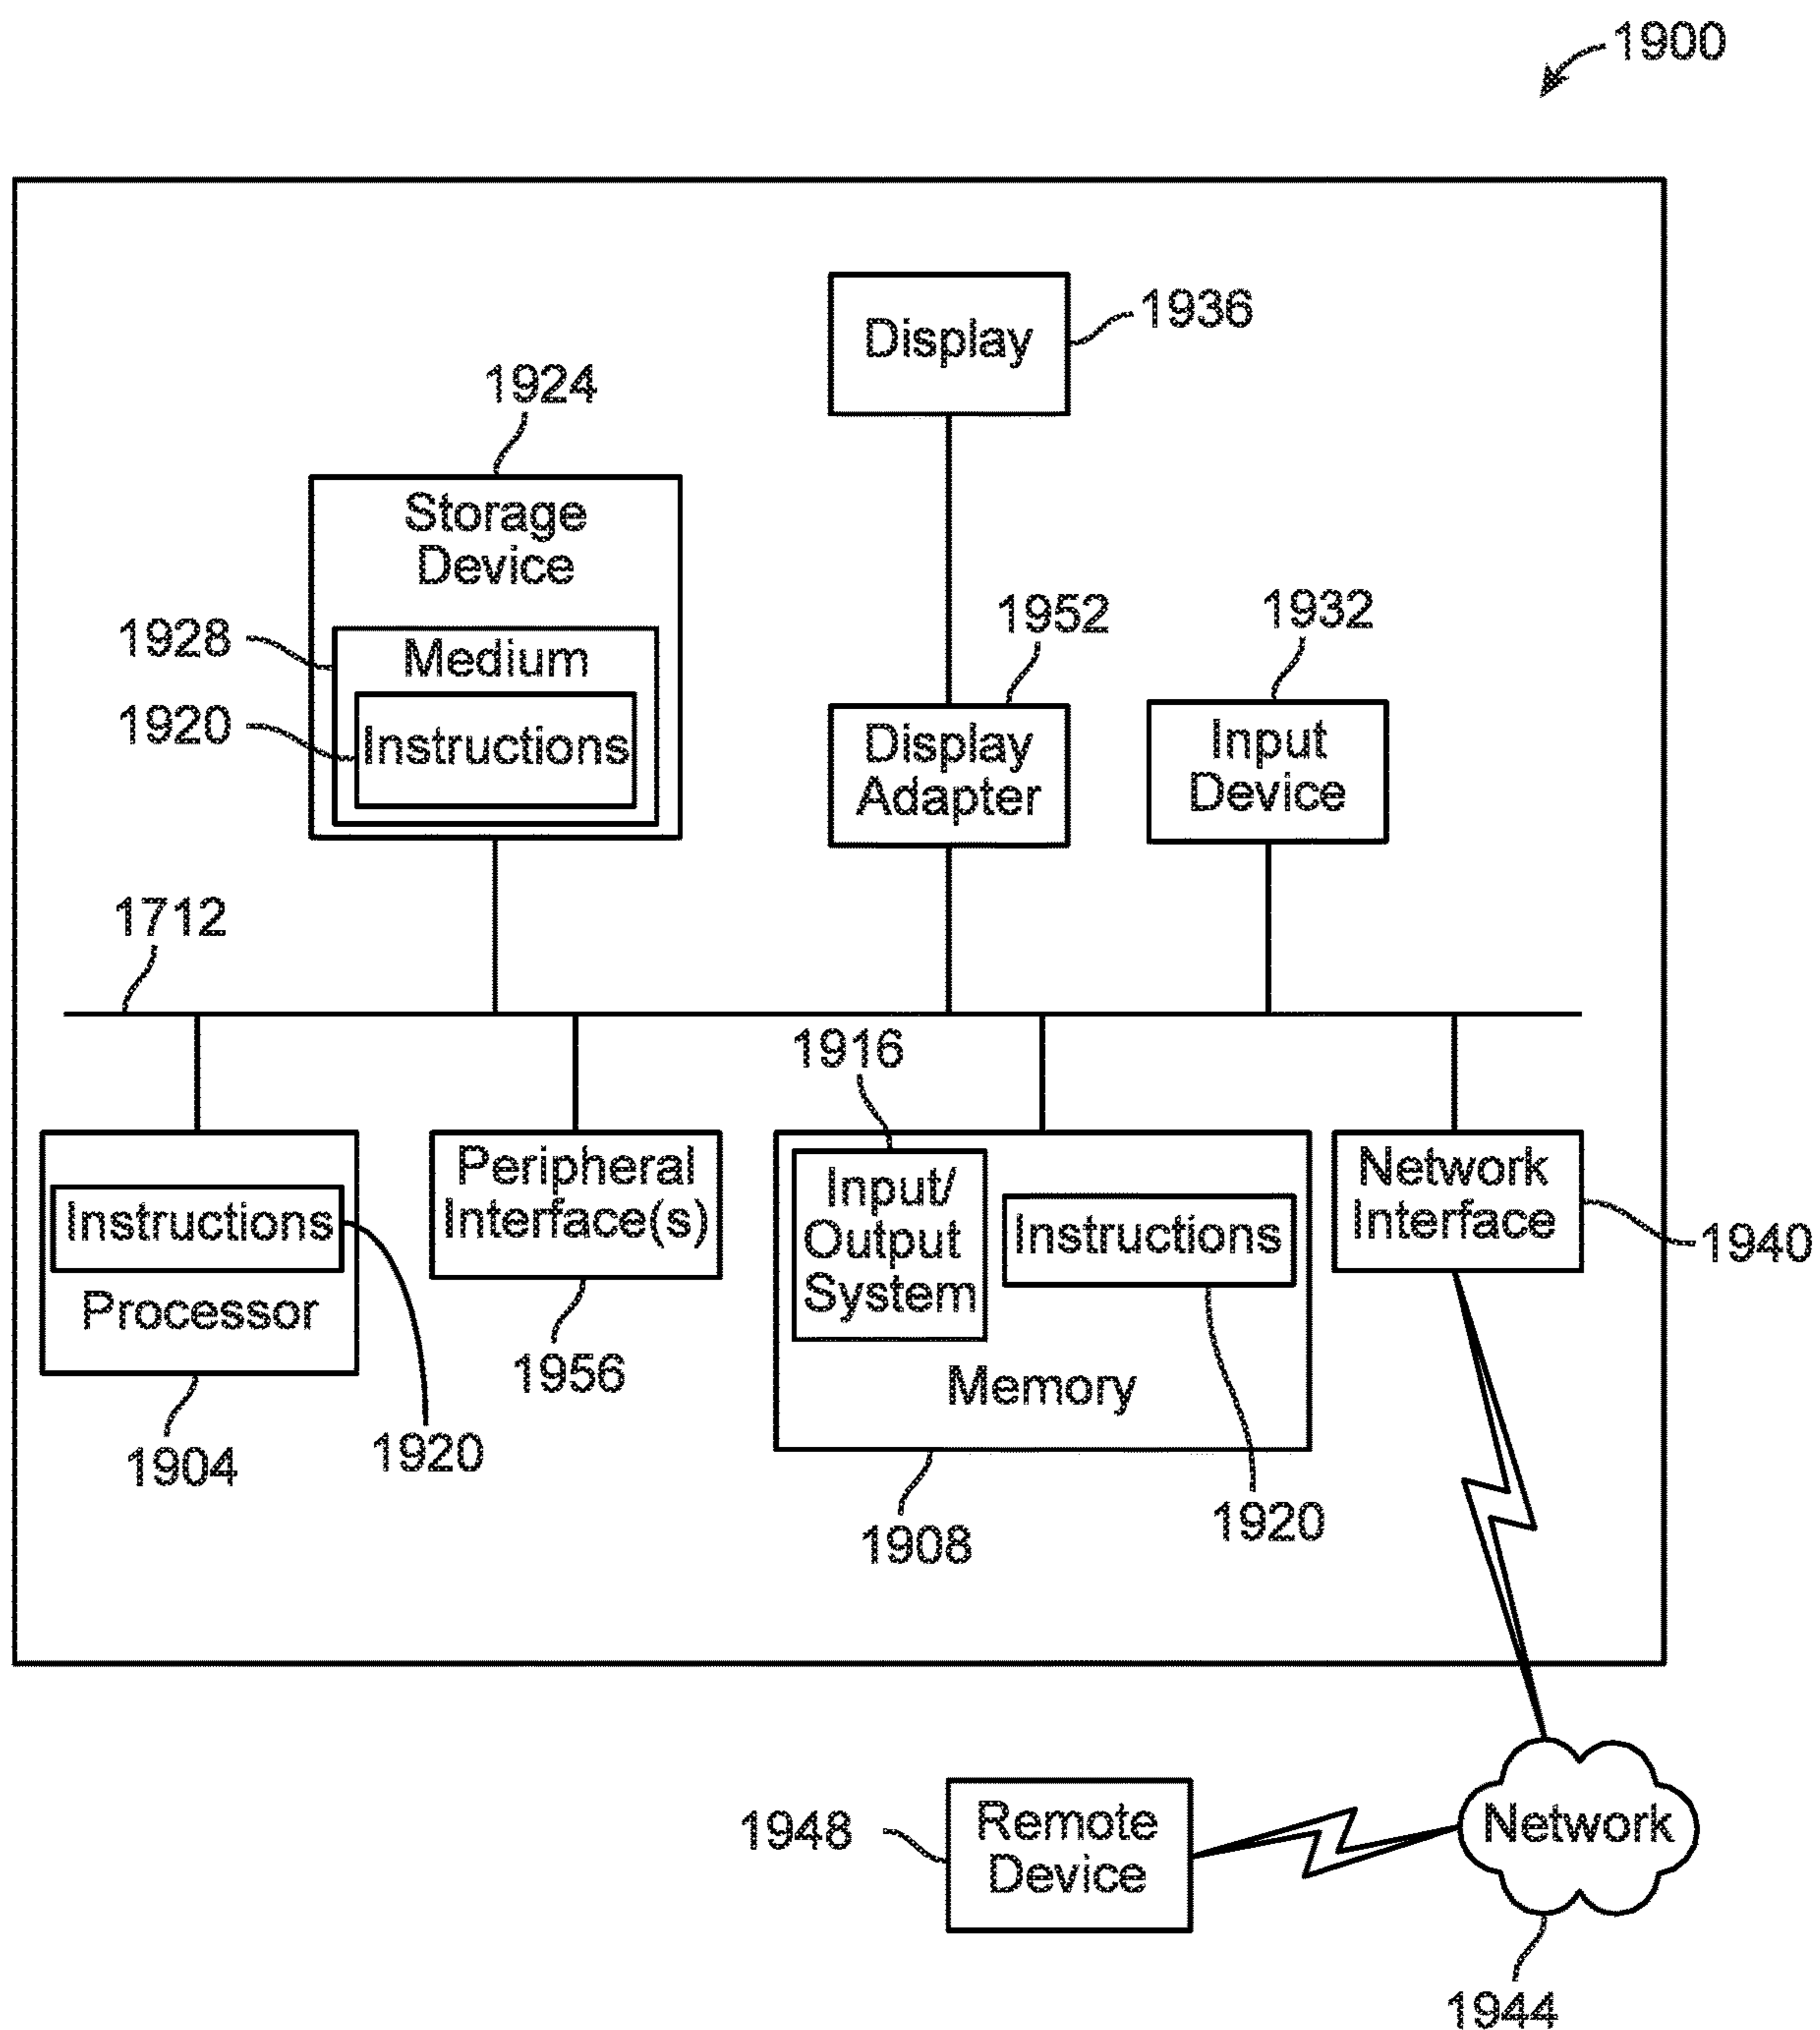 1900
Display
1936
1924
Storage
Device
1928
Medium
1920
Instructions
1952
Display
Adapter
1932
Input
Device
1712
1916
Instructions
Processor
1904
1920
Peripheral
Interface(s)
1956
Input/
Output
System
Instructions
Memory
1908
1920
Network
Interface
1940
1948
Remote
Device
Network
1944